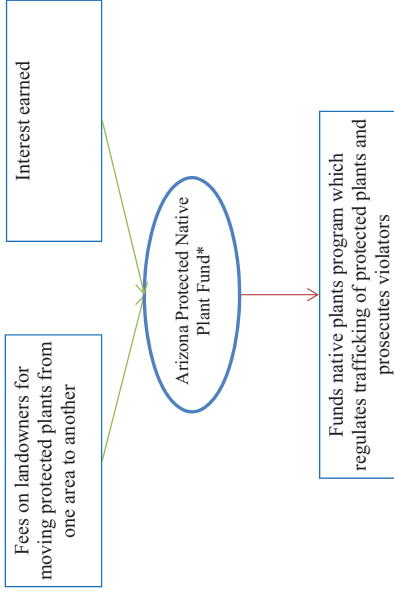 Fees on landowners for
moving protected plants from
one area to another
Interest earned
Arizona Protected Native
Plant Fund*
Funds native plants program which
regulates trafficking of protected plants and
prosecutes violators